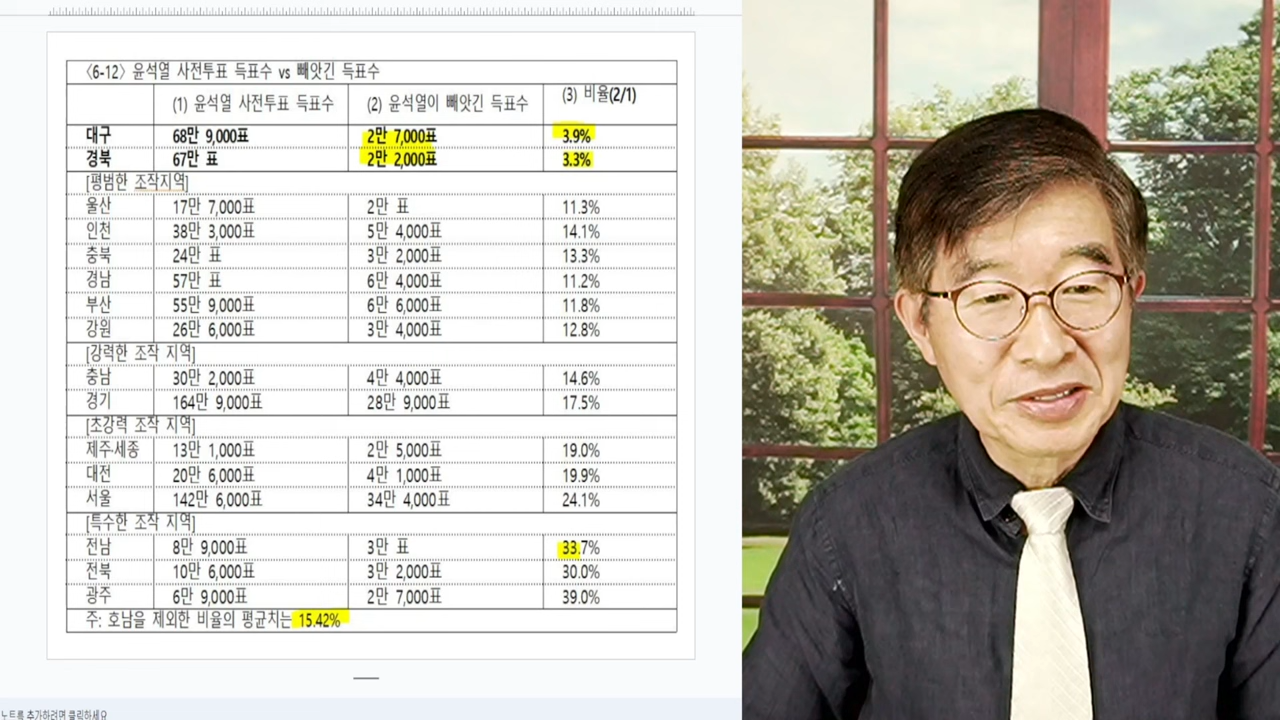 〈6-12〉 윤석열 사전투표 득표수 vs 빼앗긴 득표수
(1) 윤석열 사전투표 득표수 (2) 윤석열이 빼앗긴 득표수 (3) 비율(2/1)
대구 68만 9,000표 2만 7,000표 3.9%
경북 67만 표 2만 2,000표 3.3%
[평범한 조작지역]
울산 17만 7,000표 2만 표 11.3%
인천 38만 3,000표 5만 4,000표 14.1%
충북 24만 표 3만 2,000표 13.3%
경남 57만 표 6만 4,000표 11.2%
부산 55만 9,000표 6만 6,000표 11.8%
강원 26만 6,000표 3만 4,000표 12.8%
[강력한 조작 지역]
충남 30만 2,000표 4만 4,000표 14.6%
경기 164만 9,000표 28만 9,000표 17.5%
[초강력 조작 지역]
제주·세종 13만 1,000표 2만 5,000표 19.0%
대전 20만 6,000표 4만 1,000표 19.9%
서울 142만 6,000표 34만 4,000표 24.1%
[특수한 조작 지역]
전남 8만 9,000표 3만 표 33.7%
전북 10만 6,000표 3만 2,000표 30.0%
광주 6만 9,000표 2만 7,000표 39.0%
주: 호남을 제외한 비율의 평균치는 15.42%
노트를 추가하려면 클릭하세요